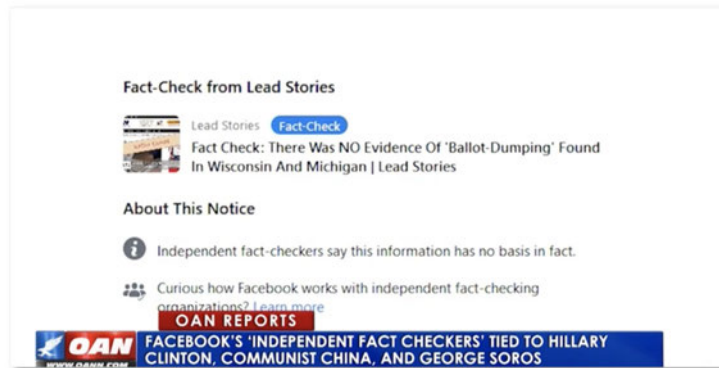 Fact-Check from Lead Stories
Lead Stories Fact-Check
Fact Check: There Was NO Evidence Of 'Ballot-Dumping' Found
In Wisconsin And Michigan | Lead Stories
About This Notice
Independent fact-checkers say this information has no basis in fact.
Curious how Facebook works with independent fact-checking
organizations? Learn more
OAN REPORTS
OAN
WWW.OANN.COM
FACEBOOK'S 'INDEPENDENT FACT CHECKERS' TIED TO HILLARY
CLINTON, COMMUNIST CHINA, AND GEORGE SOROS